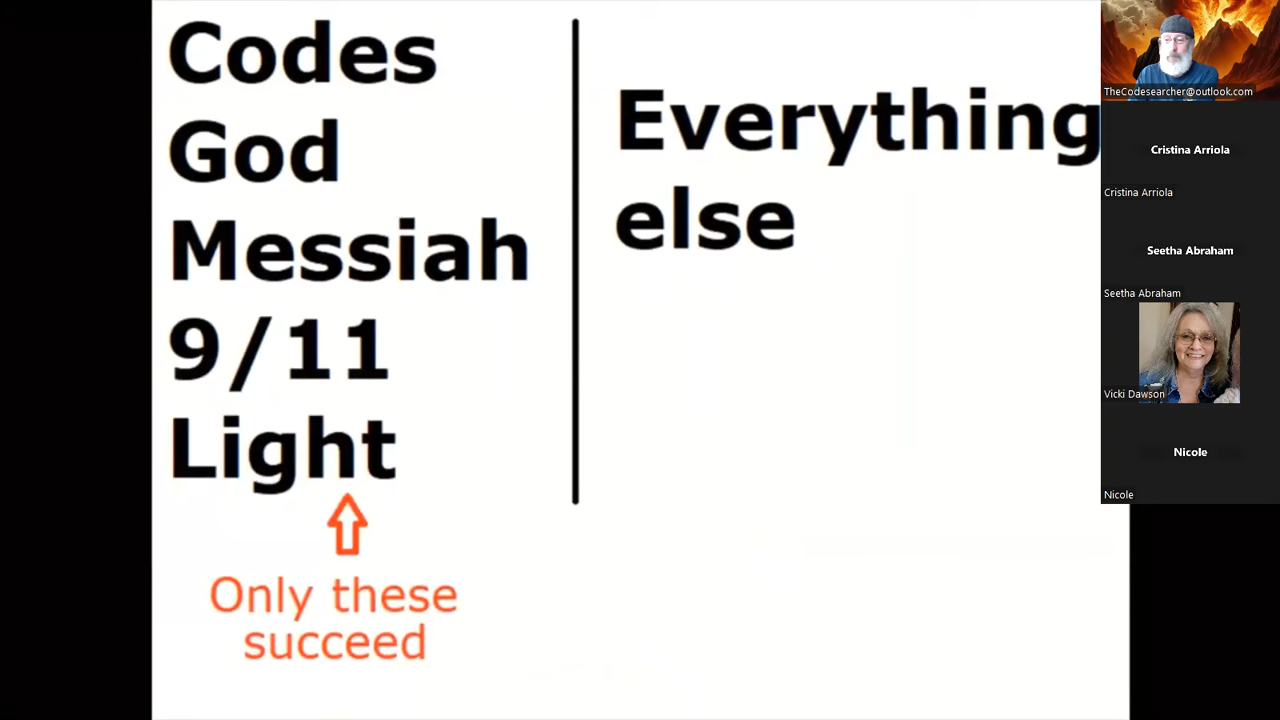 Codes
God
Messiah
9/11
Light
Only these
succeed
Everything
else
TheCodesearcher@outlook.com
Cristina Arriola
Cristina Arriola
Seetha Abraham
Seetha Abraham
Vicki Dawson
Nicole
Nicole